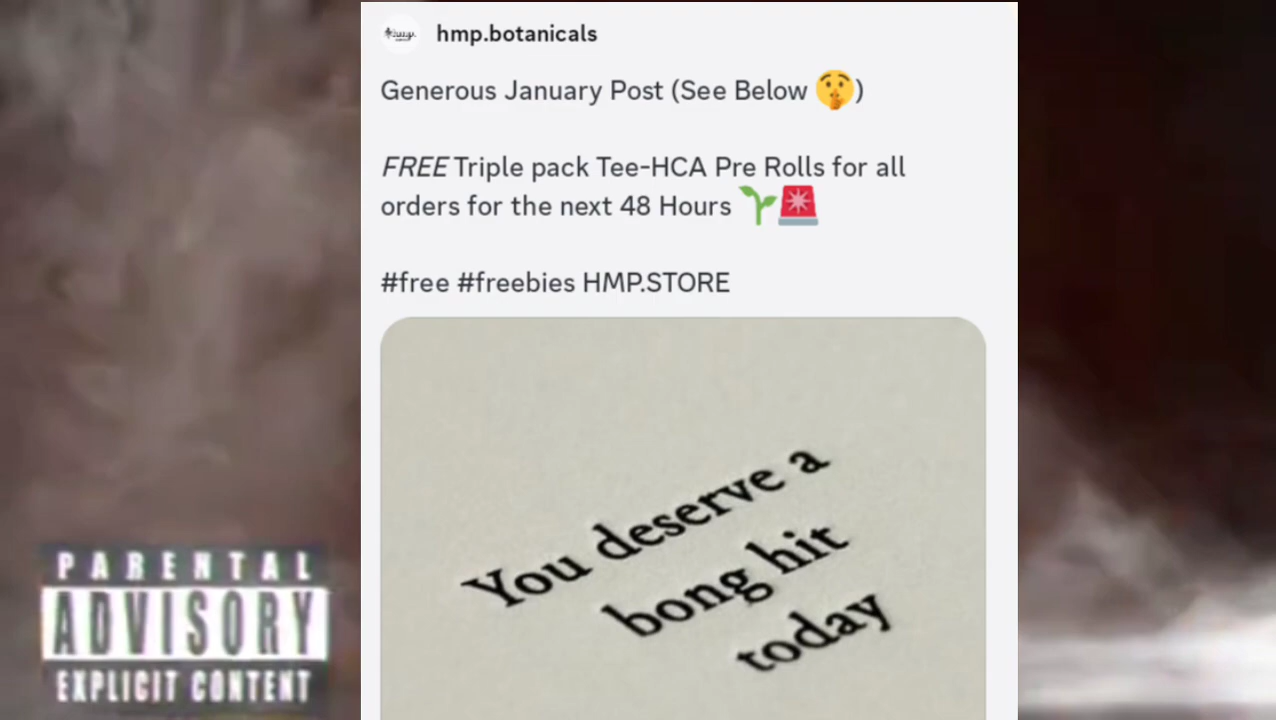 hmp.
hmp.botanicals
Generous January Post (See Below 🤫)
FREE Triple pack Tee-HCA Pre Rolls for all
orders for the next 48 Hours 🌱🚨
#free #freebies HMP.STORE
You deserve a
bong hit
today
PARENTAL
ADVISORY
EXPLICIT CONTENT